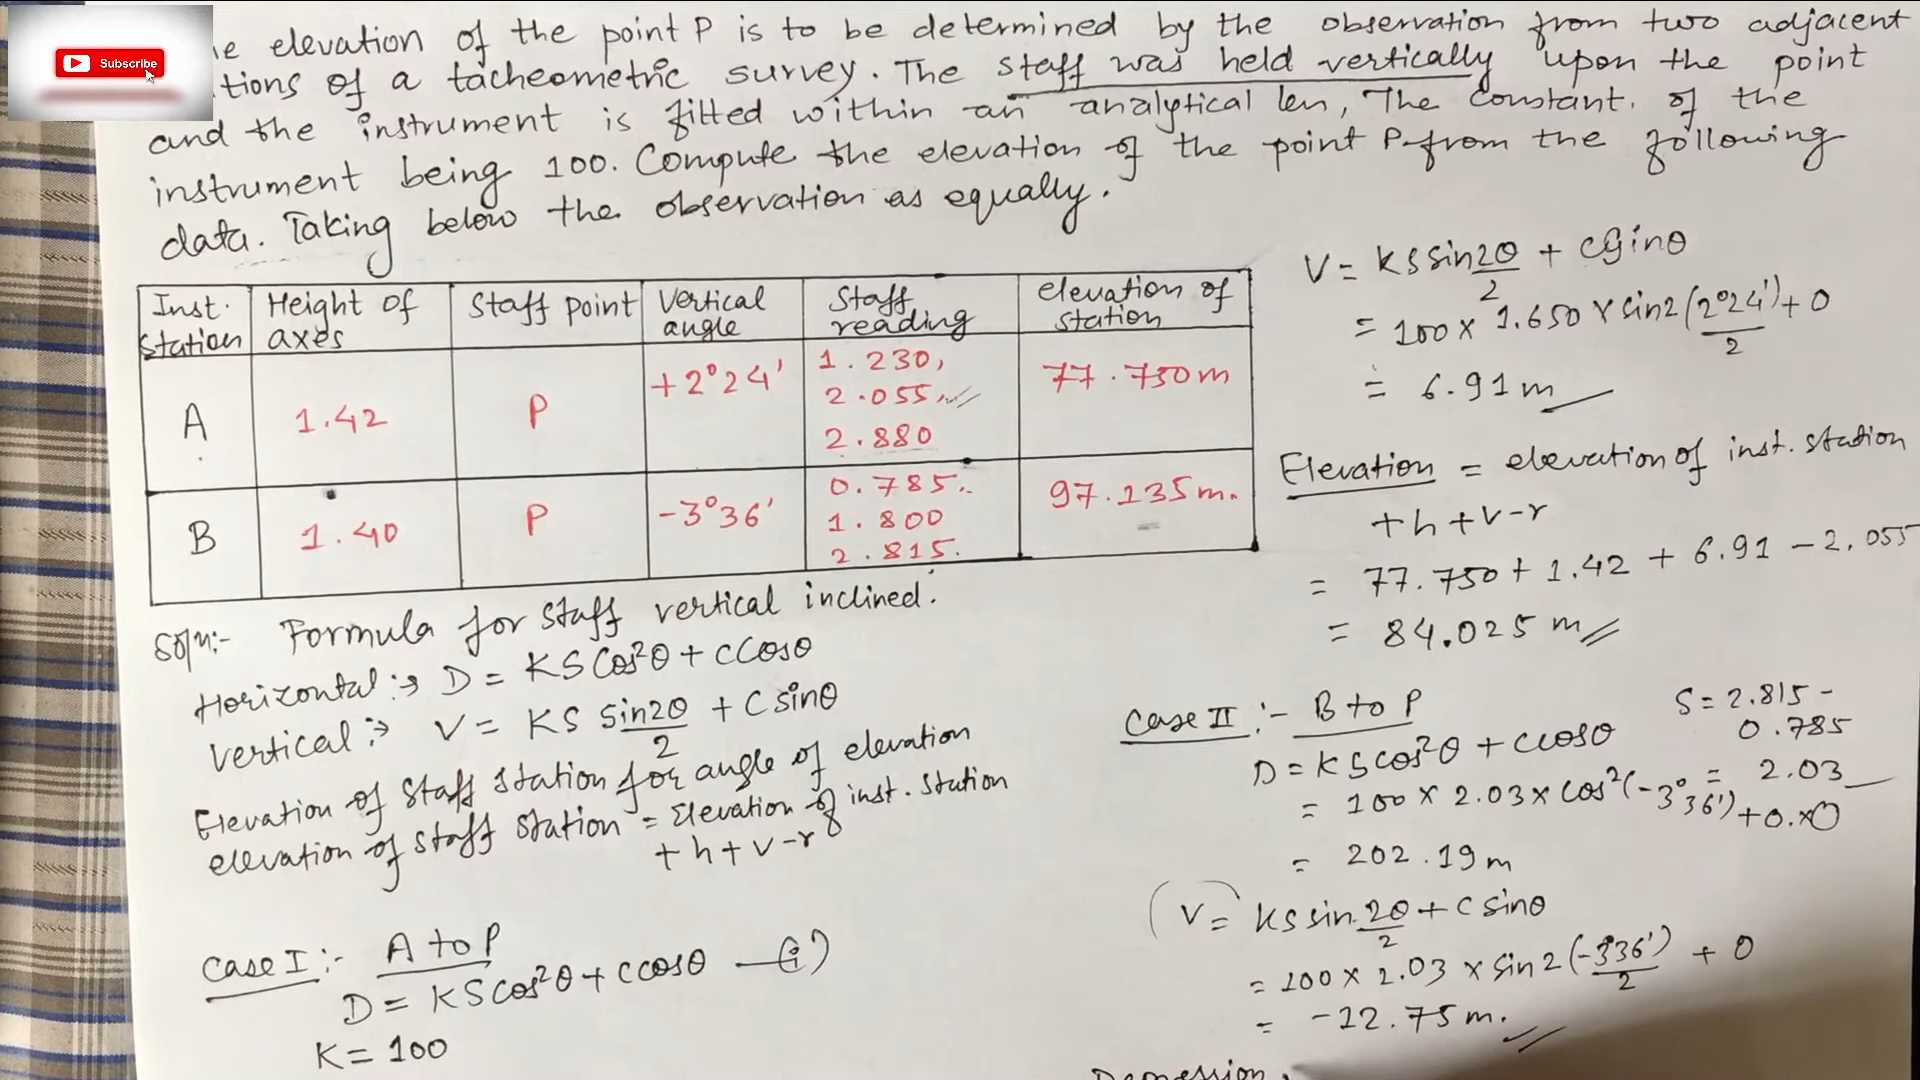 Subscribe
e elevation of the point P is to be determined by the observation from two adjacent
tions of a tacheometric survey. The staff was held vertically upon the point
and the instrument is fitted within an analytical len, The Constant. of the
instrument being 100. Compute the elevation of the point P from the following
data. Taking below the observation as equally.
Inst. station Height of axes Staff point Vertical angle Staff reading elevation of station
A 1.42 P +2°24' 1.230, 2.055, 2.880 77.750m
B 1.40 P -3°36' 0.785. 1.800 2.815. 97.135m.
Soln:- Formula for staff vertical inclined.
Horizontal :→ D = KS Cos²θ + C Cosθ
Vertical :→ V = KS sin2θ/2 + C sinθ
Elevation of staff station for angle of elevation
elevation of staff station = Elevation of inst. station
+ h + v - r
Case I :- A to P
D = KS cos²θ + C cosθ —(i)
K = 100
V = KS sin2θ/2 + C sinθ
= 100 × 1.650 × sin2(2°24')/2 + 0
= 6.91 m
Elevation = elevation of inst. station
+ h + v - r
= 77.750 + 1.42 + 6.91 - 2.055
= 84.025 m
Case II :- B to P
S = 2.815 -
0.785
= 2.03
D = KS cos²θ + C cosθ
= 100 × 2.03 × cos²(-3°36') + 0.×0
= 202.19 m
V = KS sin 2θ/2 + C sinθ
= 100 × 2.03 × sin 2(-3°36')/2 + 0
= -12.75 m.
Depression.